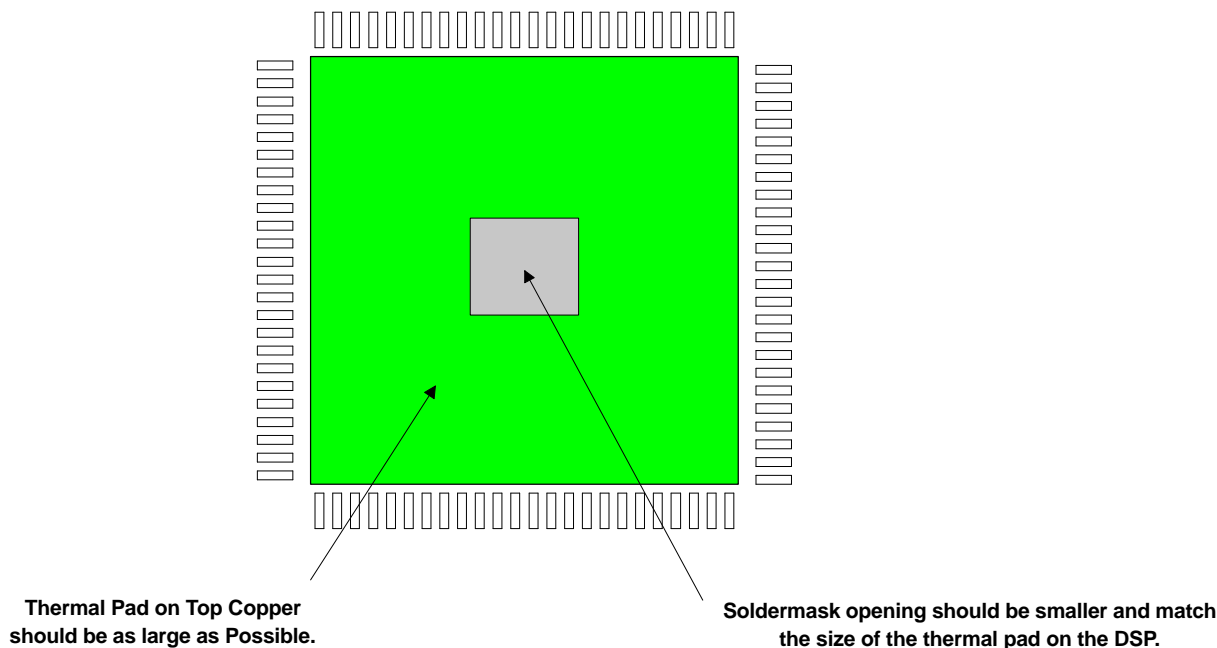 Thermal Pad on Top Copper
should be as large as Possible.
Soldermask opening should be smaller and match
the size of the thermal pad on the DSP.